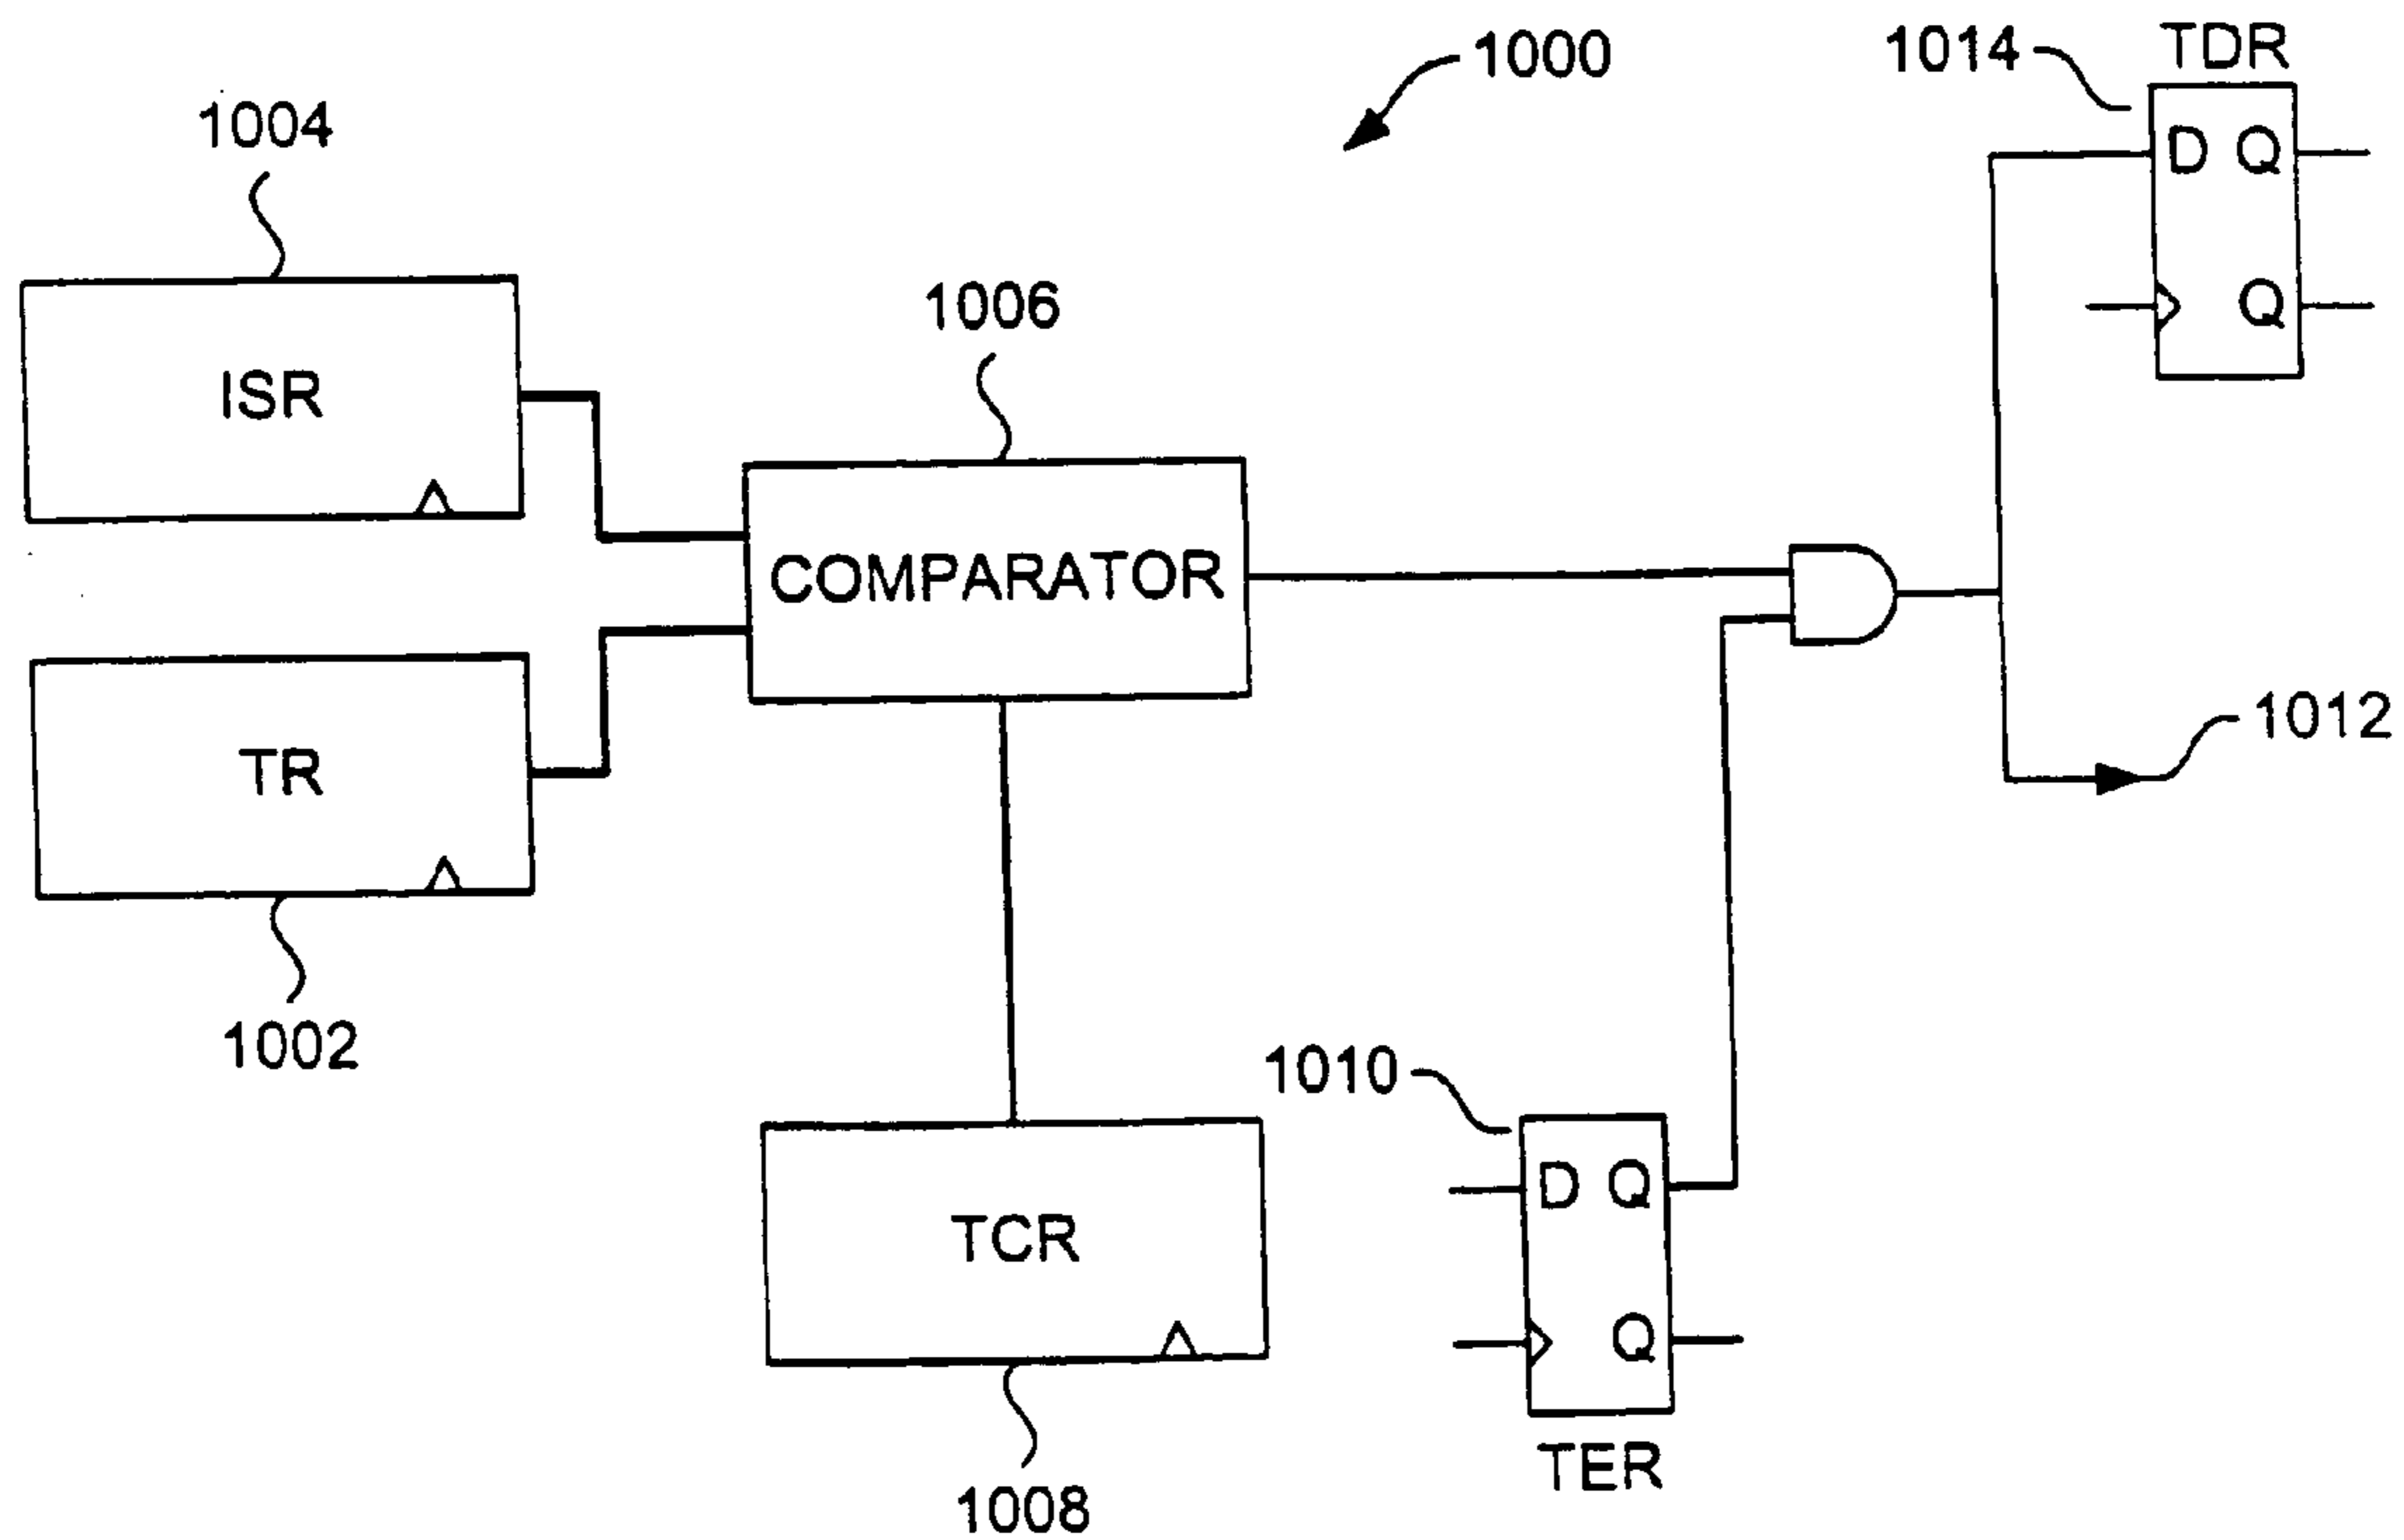 1000
1014
TDR
D Q
Q
1004
ISR
1006
COMPARATOR
TR
1002
1012
1010
D Q
Q
TER
TCR
1008